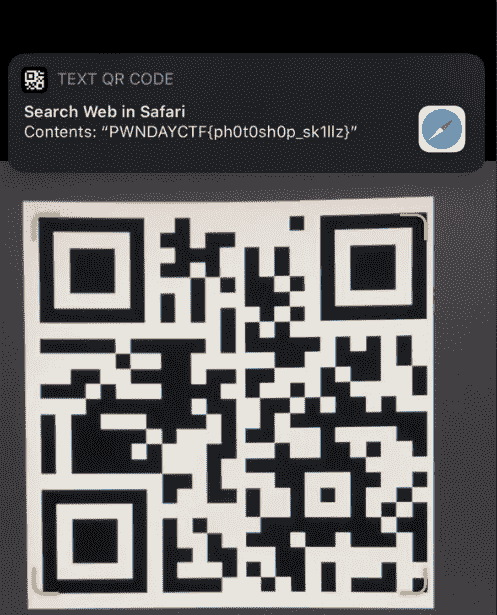 TEXT QR CODE
Search Web in Safari
Contents: “PWNDAYCTF{ph0t0sh0p_sk1llz}”